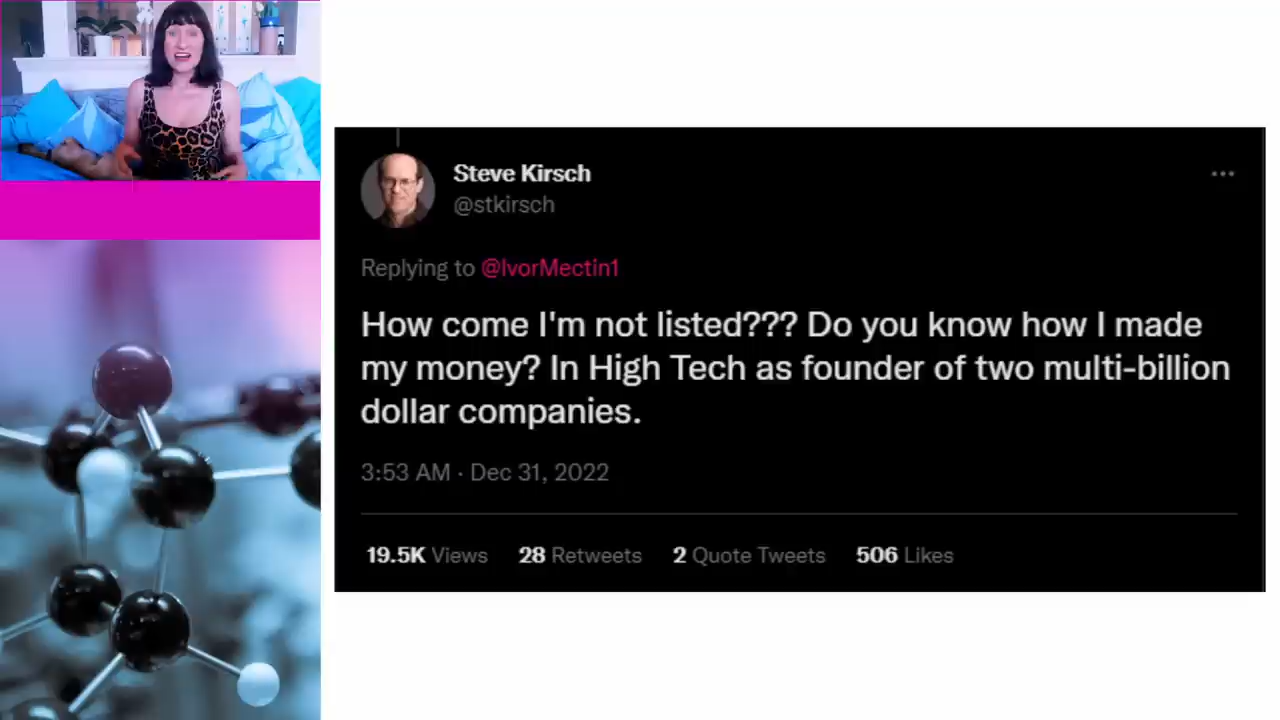 Steve Kirsch
@stkirsch
Replying to @IvorMectin1
How come I'm not listed??? Do you know how I made
my money? In High Tech as founder of two multi-billion
dollar companies.
3:53 AM · Dec 31, 2022
19.5K Views 28 Retweets 2 Quote Tweets 506 Likes